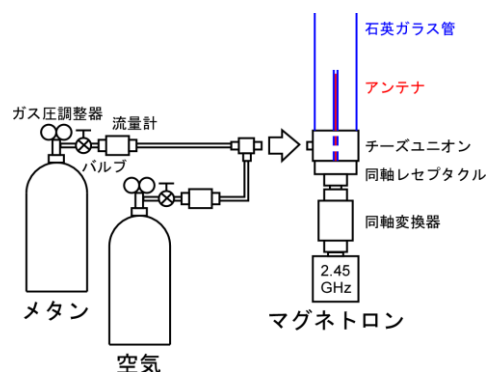 石英ガラス管
アンテナ
ガス圧調整器
流量計
バルブ
チーズユニオン
同軸レセプタクル
同軸変換器
2.45
GHz
メタン
マグネトロン
空気